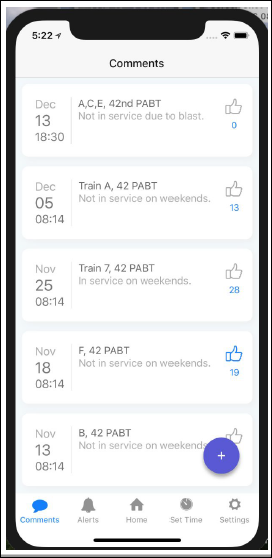 5:22
Comments
Dec
13
18:30
A,C,E, 42nd PABT
Not in service due to blast.
0
Dec
05
08:14
Train A, 42 PABT
Not in service on weekends.
13
Nov
25
08:14
Train 7, 42 PABT
In service on weekends.
28
Nov
18
08:14
F, 42 PABT
Not in service on weekends.
19
Nov
13
08:14
B, 42 PABT
Not in service on weekends.
+
Comments Alerts Home Set Time Settings